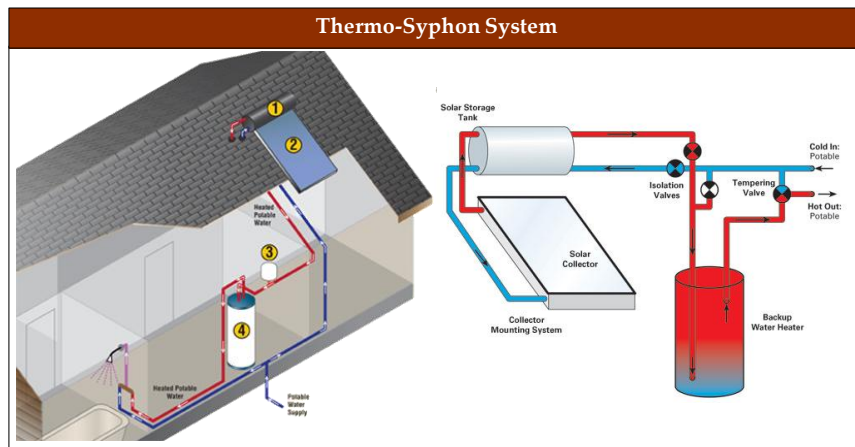 Thermo-Syphon System
1
2
Heated
Potable
Water
3
4
Heated Potable
Water
Potable
Water
Supply
Solar Storage
Tank
Cold In:
Potable
Isolation
Valves
Tempering
Valve
Hot Out:
Potable
Solar
Collector
Collector
Mounting System
Backup
Water Heater